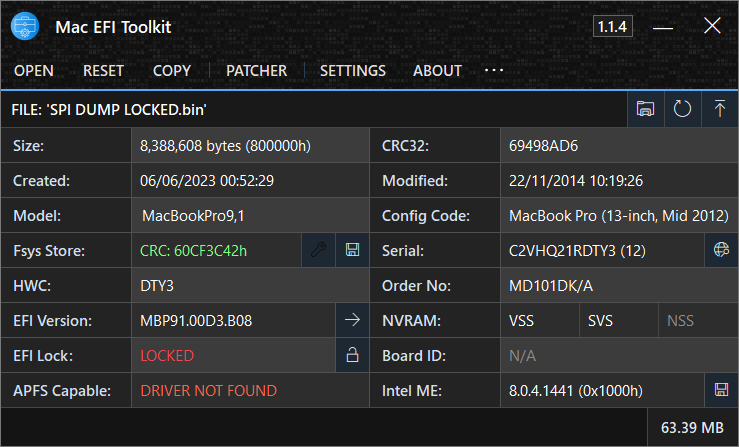 Mac EFI Toolkit 1.1.4
OPEN RESET COPY PATCHER SETTINGS ABOUT ···
FILE: 'SPI DUMP LOCKED.bin'
Size: 8,388,608 bytes (800000h) CRC32: 69498AD6
Created: 06/06/2023 00:52:29 Modified: 22/11/2014 10:19:26
Model: MacBookPro9,1 Config Code: MacBook Pro (13-inch, Mid 2012)
Fsys Store: CRC: 60CF3C42h Serial: C2VHQ21RDTY3 (12)
HWC: DTY3 Order No: MD101DK/A
EFI Version: MBP91.00D3.B08 NVRAM: VSS SVS NSS
EFI Lock: LOCKED Board ID: N/A
APFS Capable: DRIVER NOT FOUND Intel ME: 8.0.4.1441 (0x1000h)
63.39 MB